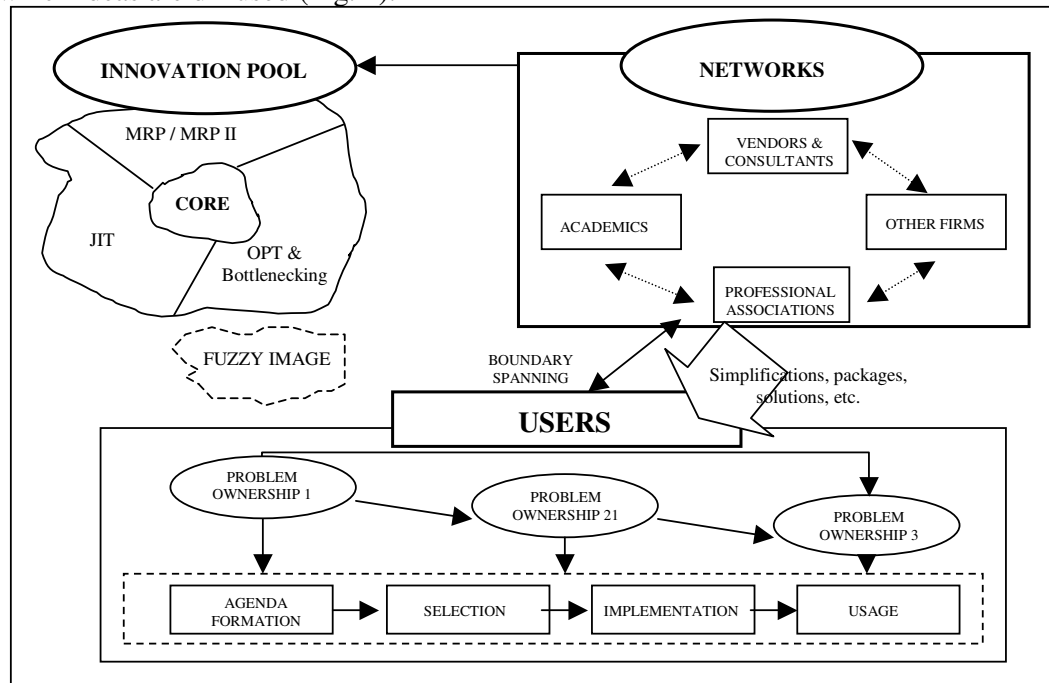 INNOVATION POOL
NETWORKS
MRP / MRP II
CORE
JIT
OPT &
Bottlenecking
FUZZY IMAGE
VENDORS &
CONSULTANTS
ACADEMICS
OTHER FIRMS
PROFESSIONAL
ASSOCIATIONS
BOUNDARY
SPANNING
Simplifications, packages,
solutions, etc.
USERS
PROBLEM
OWNERSHIP 1
PROBLEM
OWNERSHIP 21
PROBLEM
OWNERSHIP 3
AGENDA
FORMATION
SELECTION
IMPLEMENTATION
USAGE